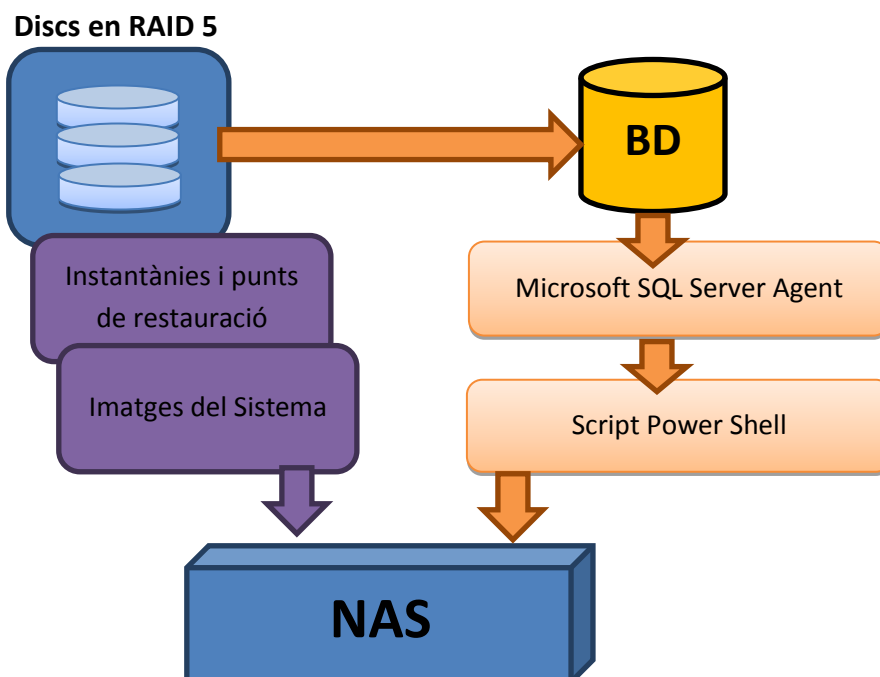 Discs en RAID 5
BD
Instantànies i punts
de restauració
Microsoft SQL Server Agent
Imatges del Sistema
Script Power Shell
NAS